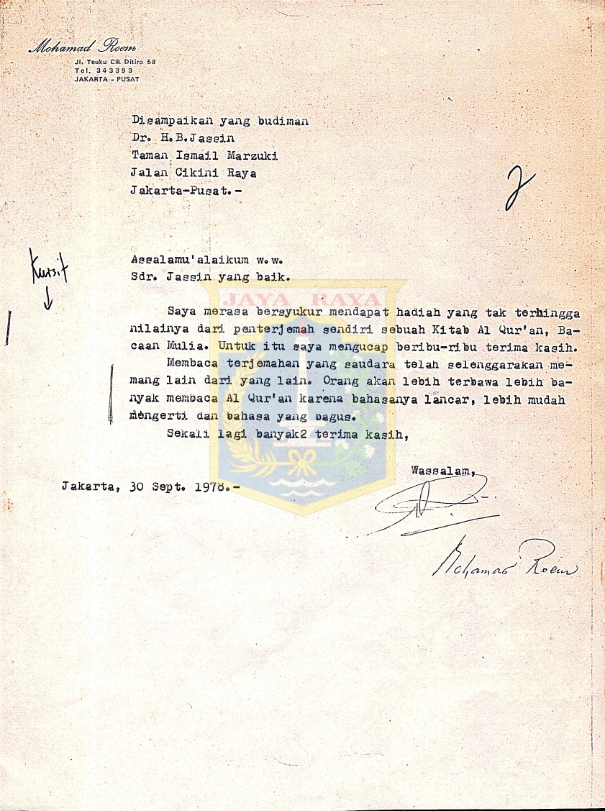 Mohamad Roem
Jl. Teuku Cik Ditiro 58
Tel. 343393
JAKARTA - PUSAT
Disampaikan yang budiman
Dr. H.B.Jassin
Taman Ismail Marzuki
Jalan Cikini Raya
Jakarta-Pusat.-
2
Kursif
Assalamu'alaikum w.w.
Sdr. Jassin yang baik.
JAYA RAYA
Saya merasa bersyukur mendapat hadiah yang tak terhingga
nilainya dari penterjemah sendiri sebuah Kitab Al Qur'an, Ba-
caan Mulia. Untuk itu saya mengucap beribu-ribu terima kasih.
Membaca terjemahan yang saudara telah selenggarakan me-
mang lain dari yang lain. Orang akan lebih terbawa lebih ba-
nyak membaca Al Qur'an karena bahasanya lancar, lebih mudah
mengerti dan bahasa yang bagus.
Sekali lagi banyak2 terima kasih,
Wassalam,
Jakarta, 30 Sept. 1978.-
Mohamad Roem